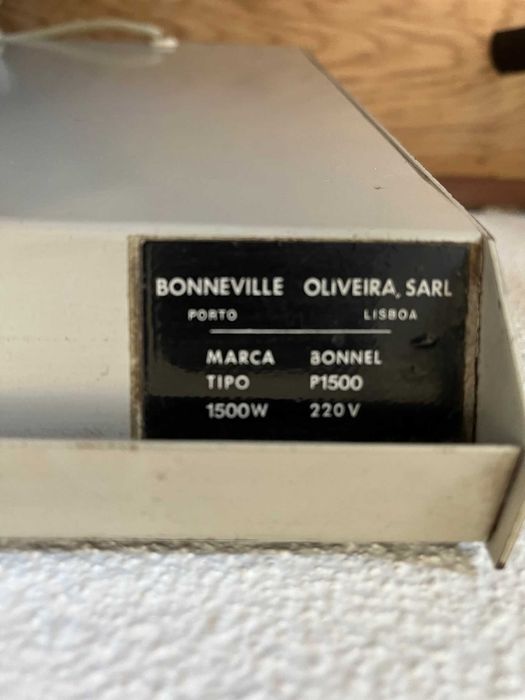 BONNEVILLE OLIVEIRA, SARL
PORTO LISBOA
MARCA BONNEL
TIPO P1500
1500W 220V